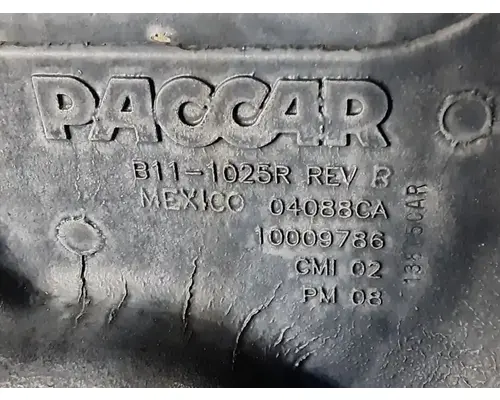 PACCAR
B11-1025R REV B
MEXICO 04088CA
10009786
CMI 02
PM 08